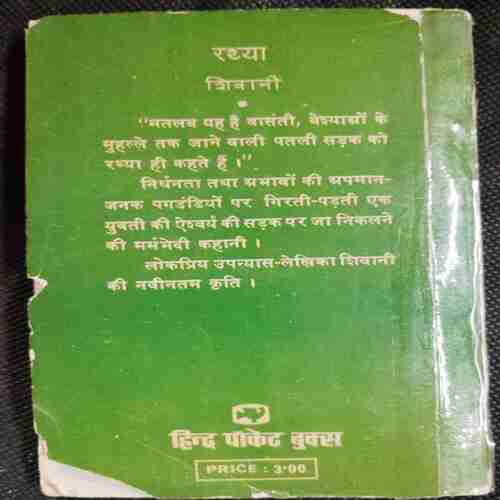 रथ्या
शिवानी
"मतलब यह है वासंती, वेश्याओं के
मुहल्ले तक जाने वाली पतली सड़क को
रथ्या ही कहते हैं ।"
निर्धनता तथा अभावों की अपमान-
जनक पगडंडियों पर गिरती-पड़ती एक
युवती की ऐश्वर्य की सड़क पर जा निकलने
की मर्मभेदी कहानी ।
लोकप्रिय उपन्यास-लेखिका शिवानी
की नवीनतम कृति ।
हिन्द पॉकेट बुक्स
PRICE : 3·00